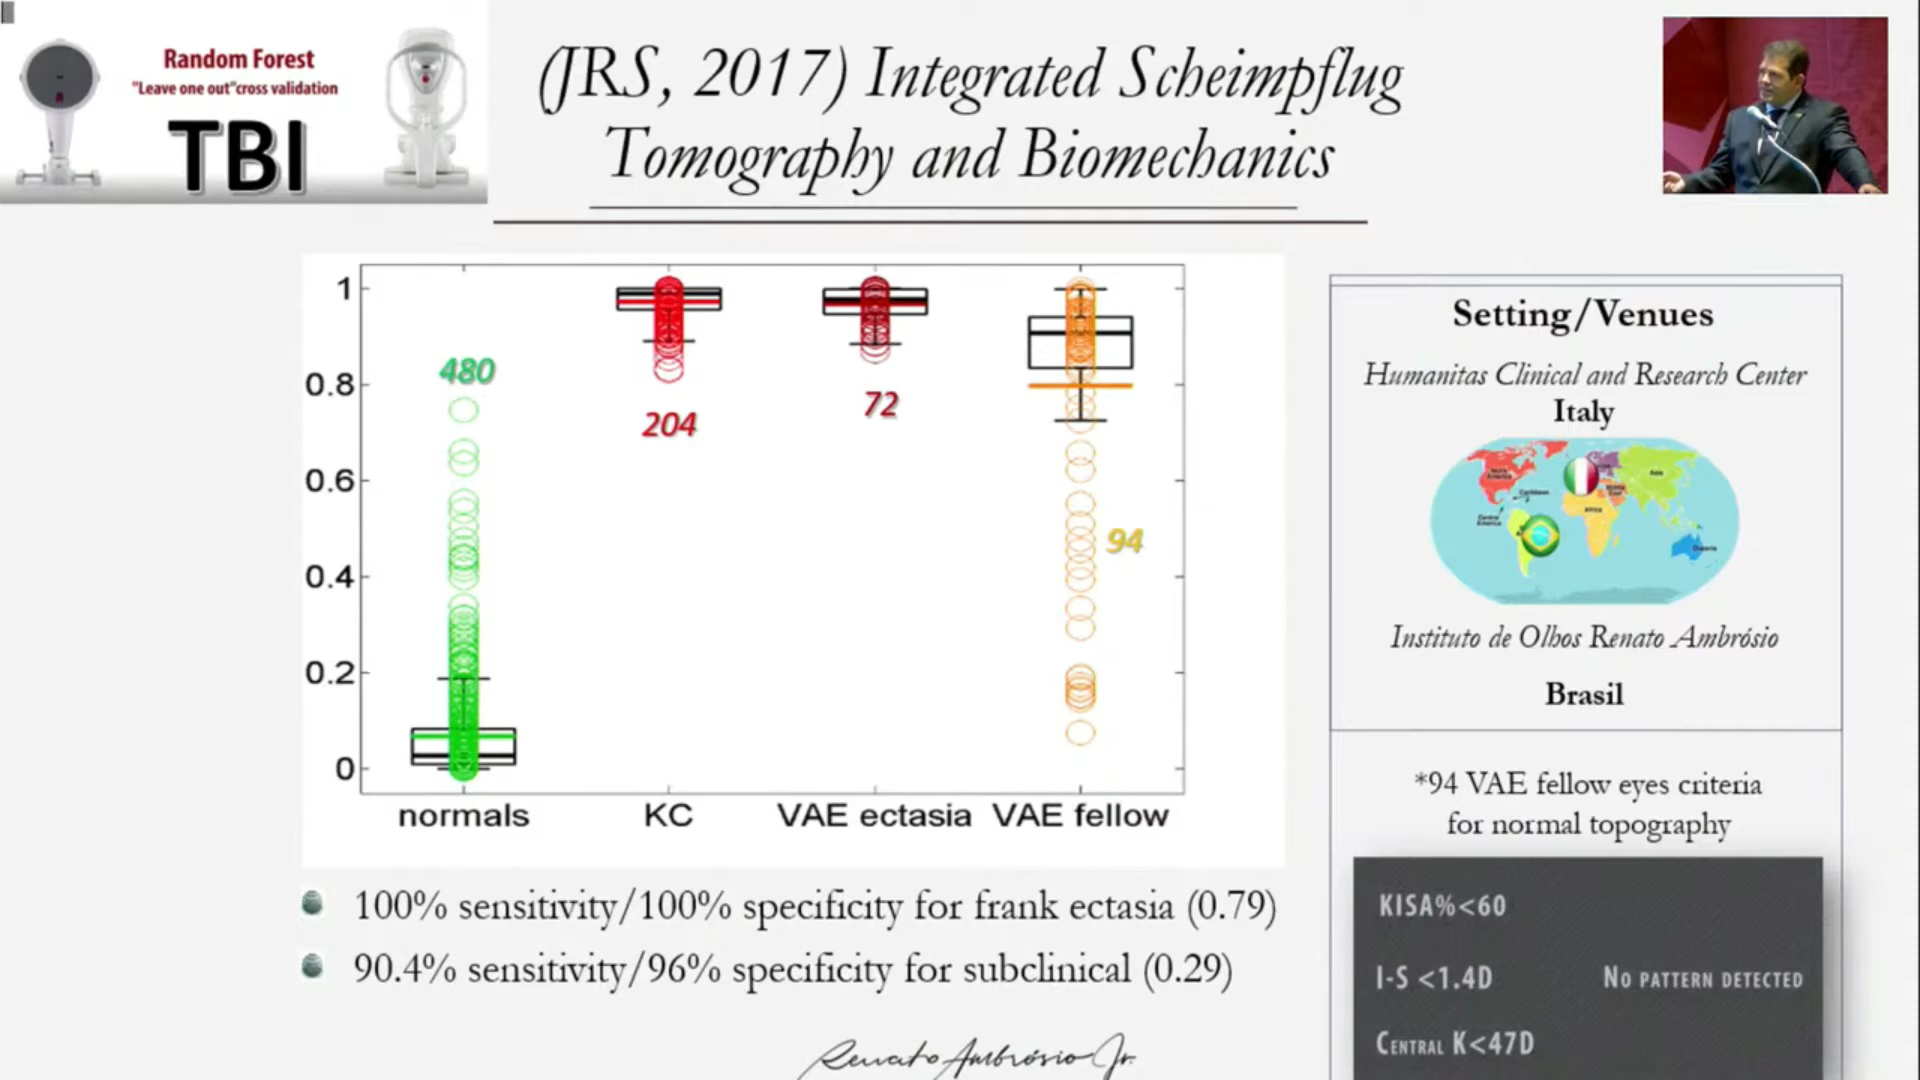 Random Forest
"Leave one out"cross validation
TBI
(JRS, 2017) Integrated Scheimpflug
Tomography and Biomechanics
1
0.8
0.6
0.4
0.2
0
480
204
72
94
normals
KC
VAE ectasia
VAE fellow
100% sensitivity/100% specificity for frank ectasia (0.79)
90.4% sensitivity/96% specificity for subclinical (0.29)
Renato Ambrósio Jr.
Setting/Venues
Humanitas Clinical and Research Center
Italy
Asia
Africa
Instituto de Olhos Renato Ambrósio
Brasil
*94 VAE fellow eyes criteria
for normal topography
KISA%<60
I-S <1.4D
No pattern detected
Central K<47D